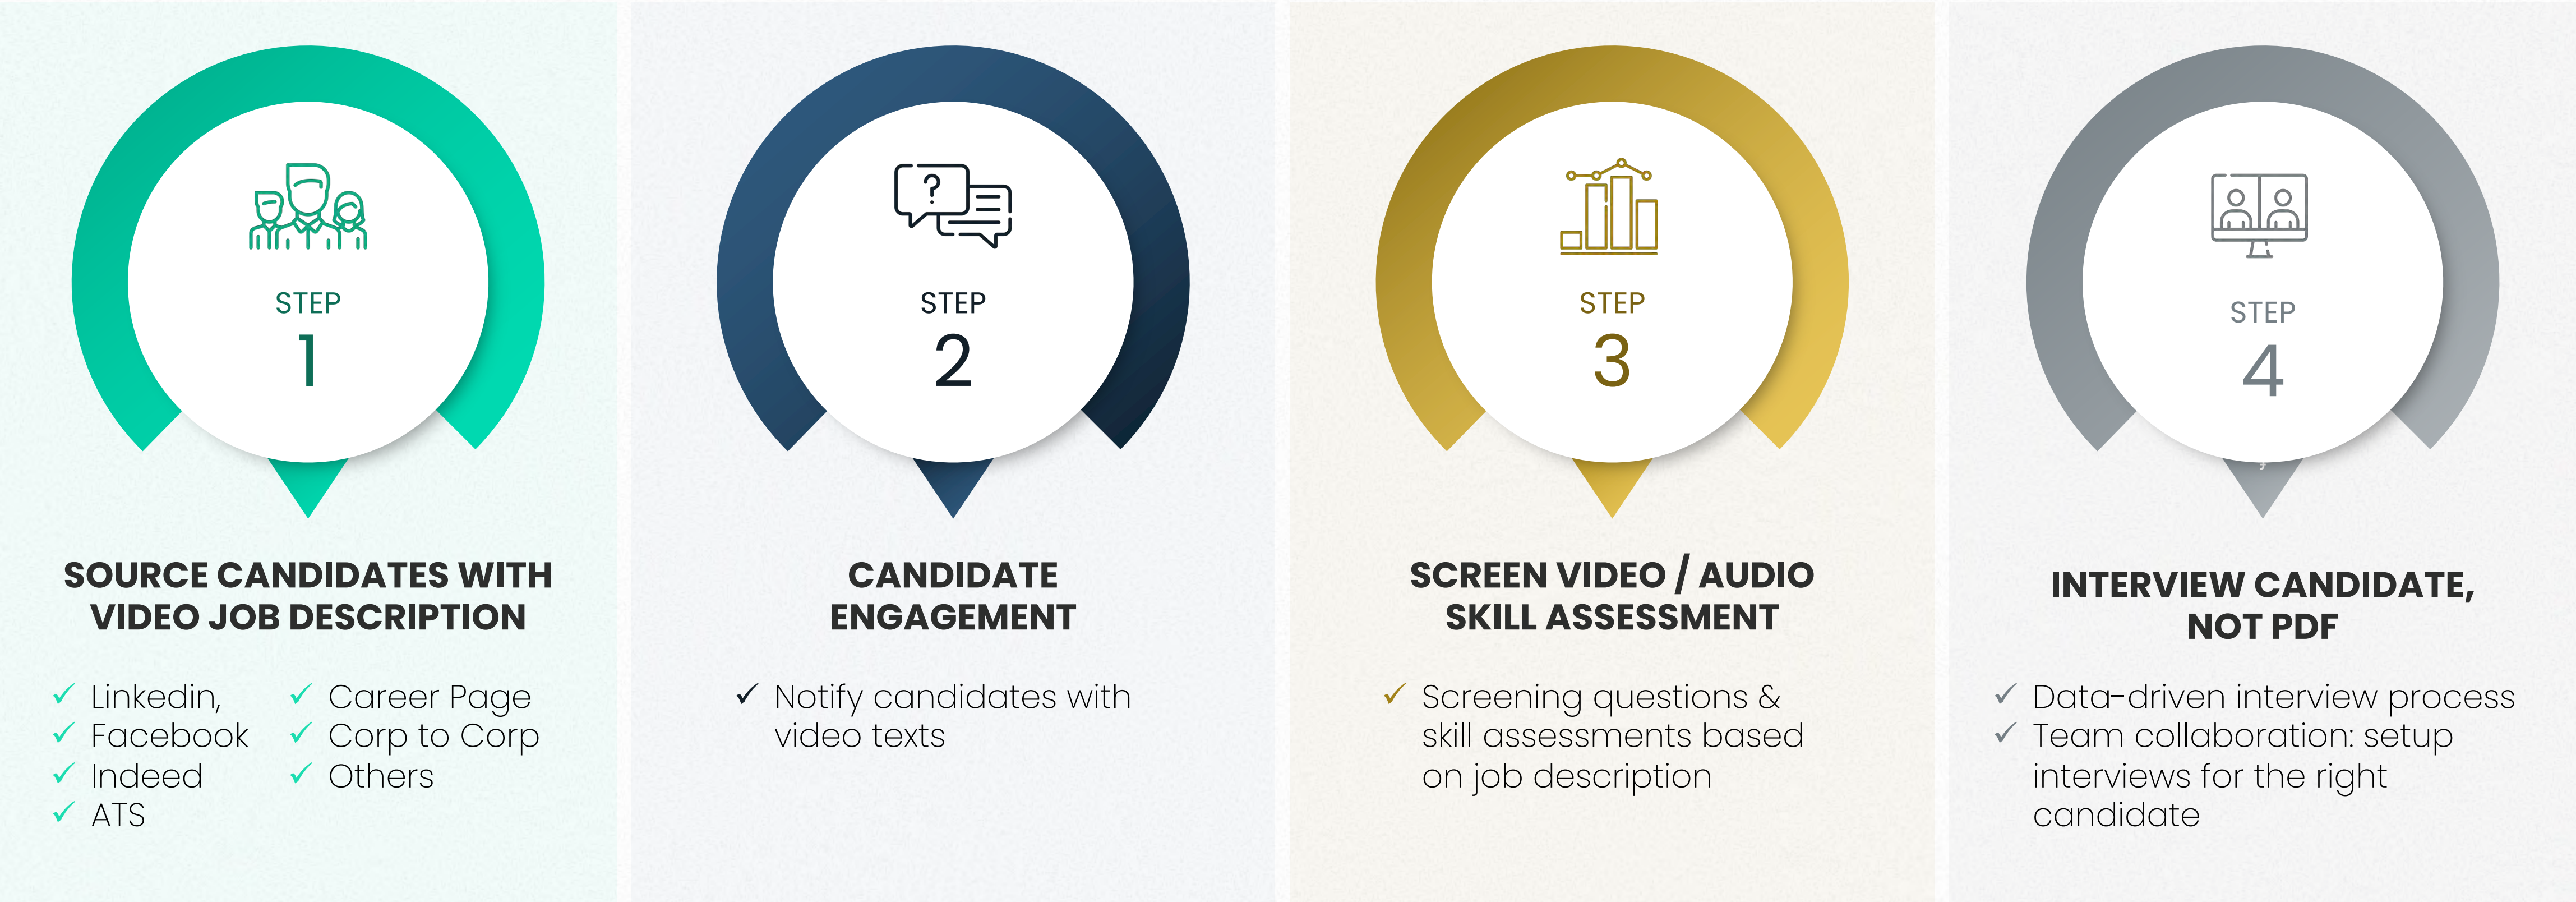 STEP
1
SOURCE CANDIDATES WITH
VIDEO JOB DESCRIPTION
Linkedin,
Facebook
Indeed
ATS
Career Page
Corp to Corp
Others
?
STEP
2
CANDIDATE
ENGAGEMENT
Notify candidates with
video texts
STEP
3
SCREEN VIDEO / AUDIO
SKILL ASSESSMENT
Screening questions &
skill assessments based
on job description
STEP
4
INTERVIEW CANDIDATE,
NOT PDF
Data-driven interview process
Team collaboration: setup
interviews for the right
candidate